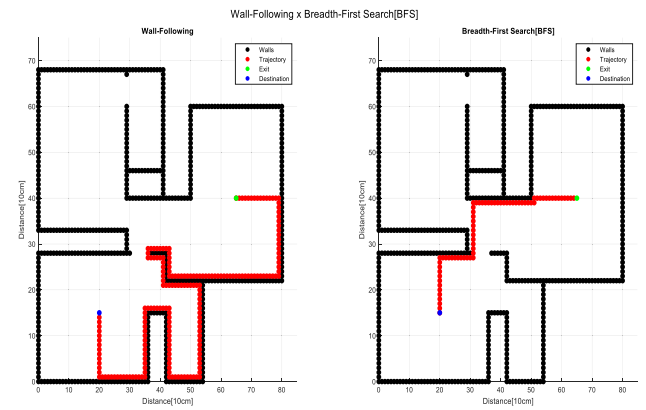 Wall-Following x Breadth-First Search[BFS]
Wall-Following
Walls
Trajectory
Exit
Destination
70
60
50
40
30
20
10
0
0 10 20 30 40 50 60 70 80
Distance[10cm]
Distance[10cm]
Breadth-First Search[BFS]
Walls
Trajectory
Exit
Destination
70
60
50
40
30
20
10
0
0 10 20 30 40 50 60 70 80
Distance[10cm]
Distance[10cm]